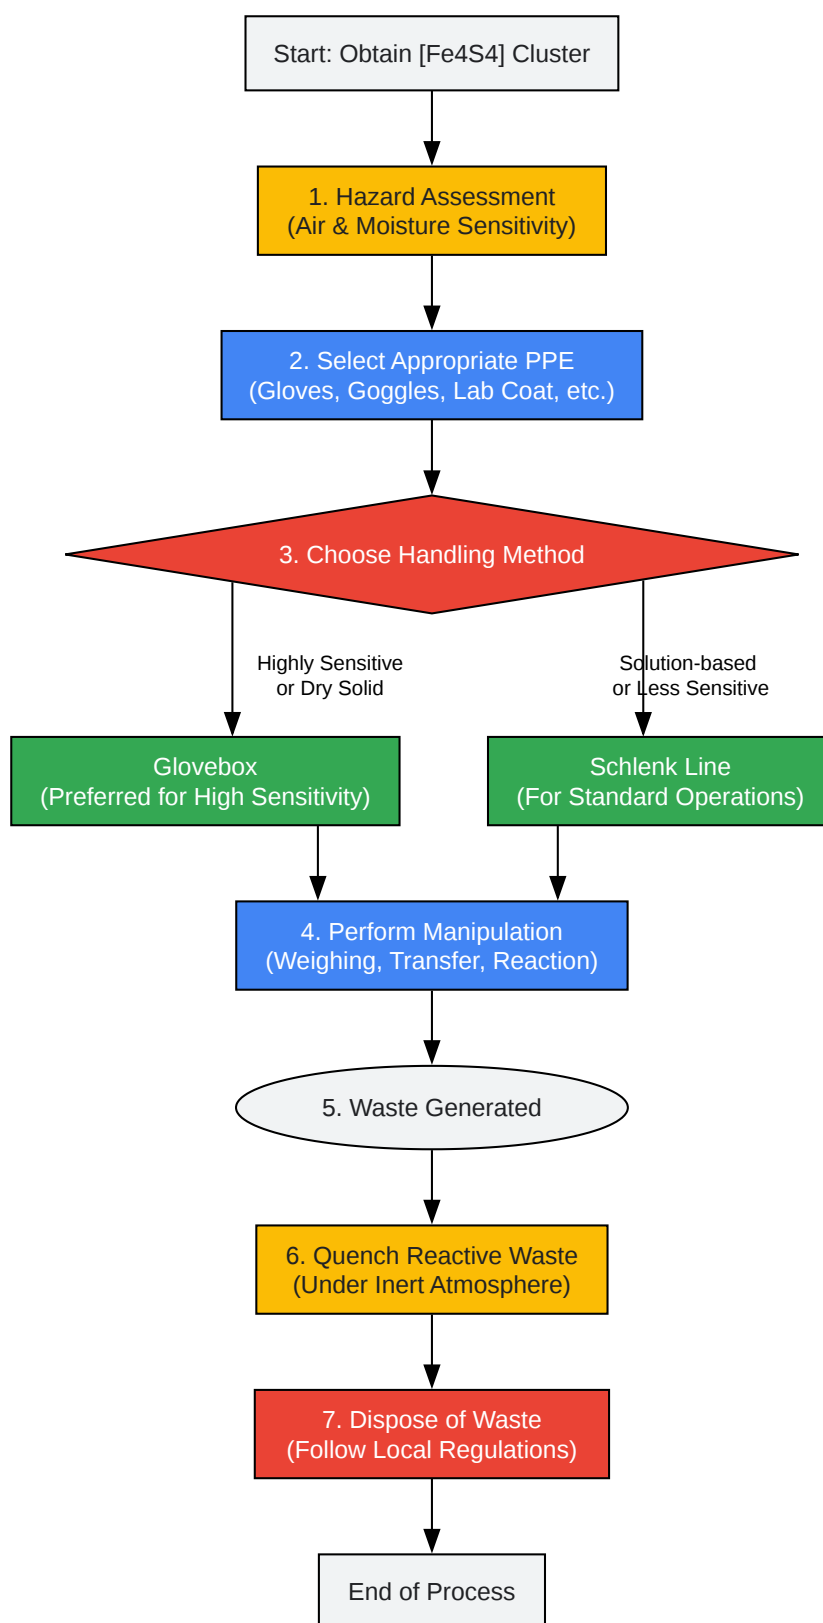 Start: Obtain [Fe4S4] Cluster
1. Hazard Assessment
(Air & Moisture Sensitivity)
2. Select Appropriate PPE
(Gloves, Goggles, Lab Coat, etc.)
3. Choose Handling Method
Highly Sensitive
or Dry Solid
Solution-based
or Less Sensitive
Glovebox
(Preferred for High Sensitivity)
Schlenk Line
(For Standard Operations)
4. Perform Manipulation
(Weighing, Transfer, Reaction)
5. Waste Generated
6. Quench Reactive Waste
(Under Inert Atmosphere)
7. Dispose of Waste
(Follow Local Regulations)
End of Process